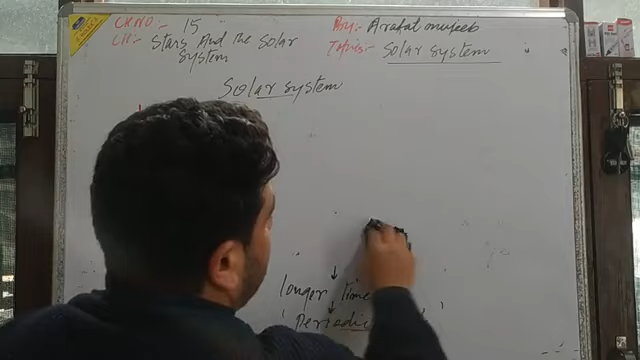 CH NO :- 15
By:- Arafat mujeeb
CH:- Stars And the Solar System
Topic:- Solar system
Solar system
↓
longer time
↓
Periodic